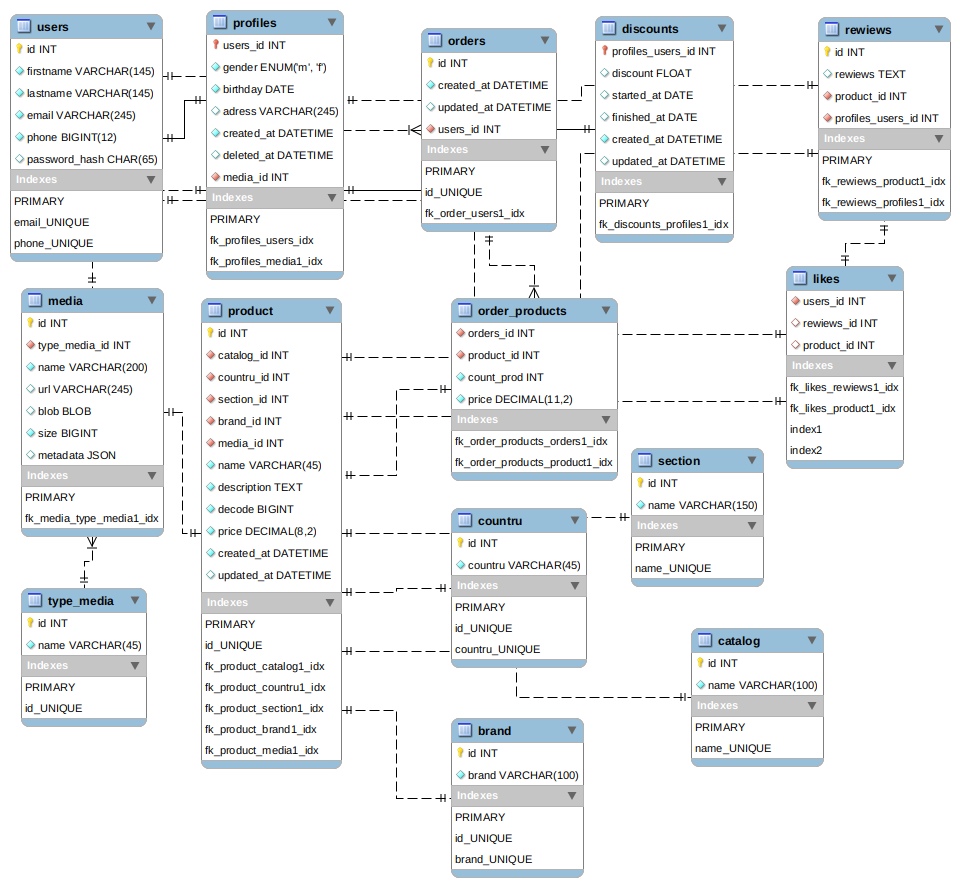 users
id INT
firstname VARCHAR(145)
lastname VARCHAR(145)
email VARCHAR(245)
phone BIGINT(12)
password_hash CHAR(65)
Indexes
PRIMARY
email_UNIQUE
phone_UNIQUE
profiles
users_id INT
gender ENUM('m', 'f')
birthday DATE
adress VARCHAR(245)
created_at DATETIME
deleted_at DATETIME
media_id INT
Indexes
PRIMARY
fk_profiles_users_idx
fk_profiles_media1_idx
orders
id INT
created_at DATETIME
updated_at DATETIME
users_id INT
Indexes
PRIMARY
id_UNIQUE
fk_order_users1_idx
discounts
profiles_users_id INT
discount FLOAT
started_at DATE
finished_at DATE
created_at DATETIME
updated_at DATETIME
Indexes
PRIMARY
fk_discounts_profiles1_idx
rewiews
id INT
rewiews TEXT
product_id INT
profiles_users_id INT
Indexes
PRIMARY
fk_rewiews_product1_idx
fk_rewiews_profiles1_idx
media
id INT
type_media_id INT
name VARCHAR(200)
url VARCHAR(245)
blob BLOB
size BIGINT
metadata JSON
Indexes
PRIMARY
fk_media_type_media1_idx
product
id INT
catalog_id INT
countru_id INT
section_id INT
brand_id INT
media_id INT
name VARCHAR(45)
description TEXT
decode BIGINT
price DECIMAL(8,2)
created_at DATETIME
updated_at DATETIME
Indexes
PRIMARY
id_UNIQUE
fk_product_catalog1_idx
fk_product_countru1_idx
fk_product_section1_idx
fk_product_brand1_idx
fk_product_media1_idx
order_products
orders_id INT
product_id INT
count_prod INT
price DECIMAL(11,2)
Indexes
fk_order_products_orders1_idx
fk_order_products_product1_idx
likes
users_id INT
rewiews_id INT
product_id INT
Indexes
fk_likes_rewiews1_idx
fk_likes_product1_idx
index1
index2
section
id INT
name VARCHAR(150)
Indexes
PRIMARY
name_UNIQUE
countru
id INT
countru VARCHAR(45)
Indexes
PRIMARY
id_UNIQUE
countru_UNIQUE
type_media
id INT
name VARCHAR(45)
Indexes
PRIMARY
id_UNIQUE
catalog
id INT
name VARCHAR(100)
Indexes
PRIMARY
name_UNIQUE
brand
id INT
brand VARCHAR(100)
Indexes
PRIMARY
id_UNIQUE
brand_UNIQUE